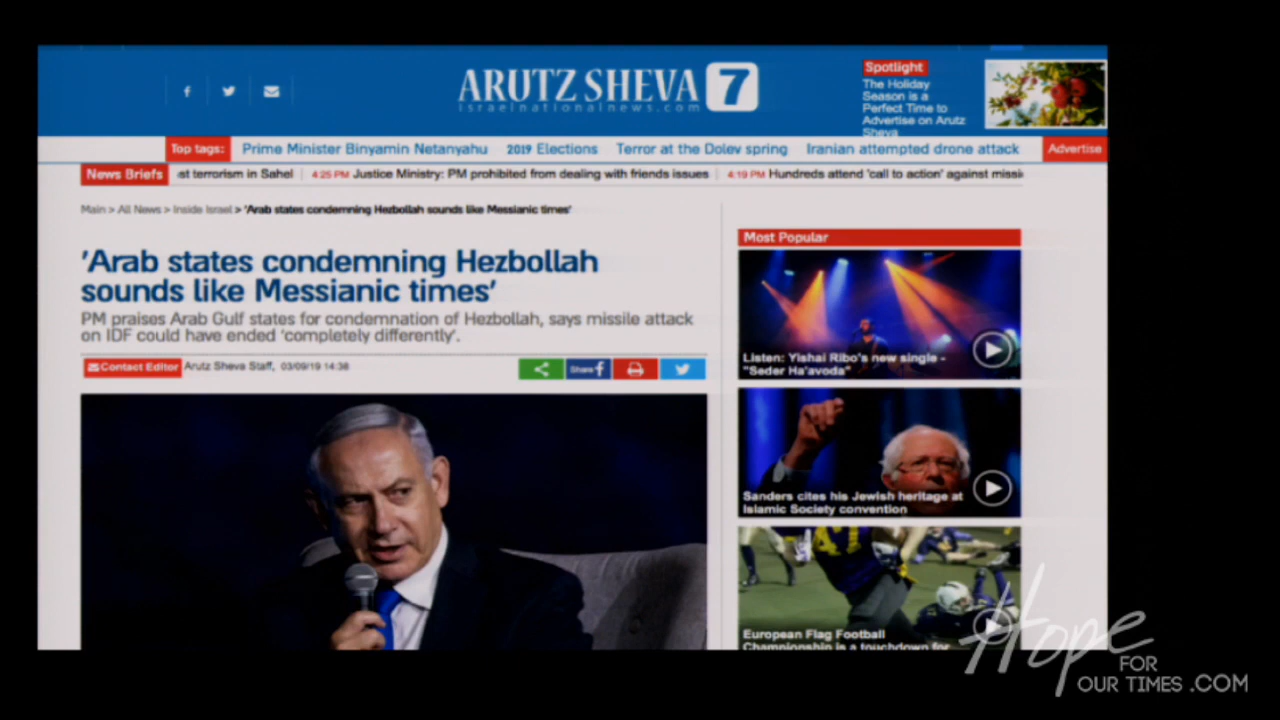 ARUTZ SHEVA 7
israelnationalnews.com
Spotlight
The Holiday
Season is a
Perfect Time to
Advertise on Arutz
Sheva
Top tags: Prime Minister Binyamin Netanyahu 2019 Elections Terror at the Dolev spring Iranian attempted drone attack Advertise
News Briefs st terrorism in Sahel 4:25 PM Justice Ministry: PM prohibited from dealing with friends issues 4:19 PM Hundreds attend 'call to action' against missi
Main > All News > Inside Israel > 'Arab states condemning Hezbollah sounds like Messianic times'
'Arab states condemning Hezbollah
sounds like Messianic times'
PM praises Arab Gulf states for condemnation of Hezbollah, says missile attack
on IDF could have ended 'completely differently'.
Contact Editor Arutz Sheva Staff, 03/09/19 14:38
Share f
Most Popular
Listen: Yishai Ribo's new single -
"Seder Ha'avoda"
Sanders cites his Jewish heritage at
Islamic Society convention
European Flag Football
Championship is a touchdown for
Hope
FOR
OUR TIMES .COM